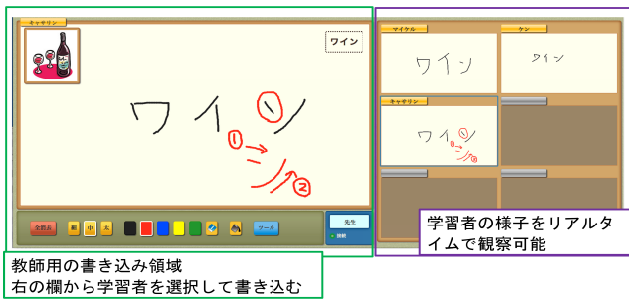 キャサリン
ワイン
ワイン
① ②
全消去
細 中 太
ツール
先生
接続
マイケル
ワイン
ケン
ワイン
キャサリン
ワイン
① ②
学習者の様子をリアルタ
イムで観察可能
教師用の書き込み領域
右の欄から学習者を選択して書き込む